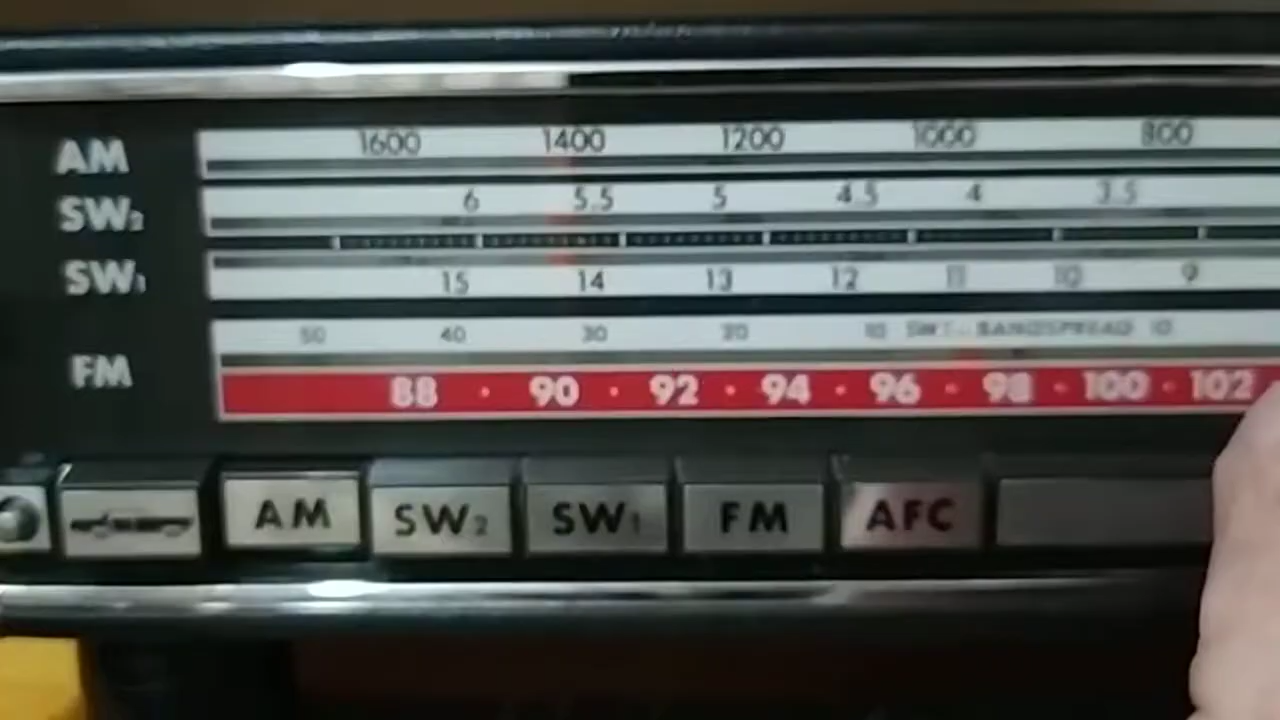 AM 1600 1400 1200 1000 800
SW2 6 5.5 5 4.5 4 3.5
SW1 15 14 13 12 11 10 9
50 40 30 20 10 SW1 BANDSPREAD 0
FM 88 · 90 · 92 · 94 · 96 · 98 · 100 · 102
AM SW2 SW1 FM AFC